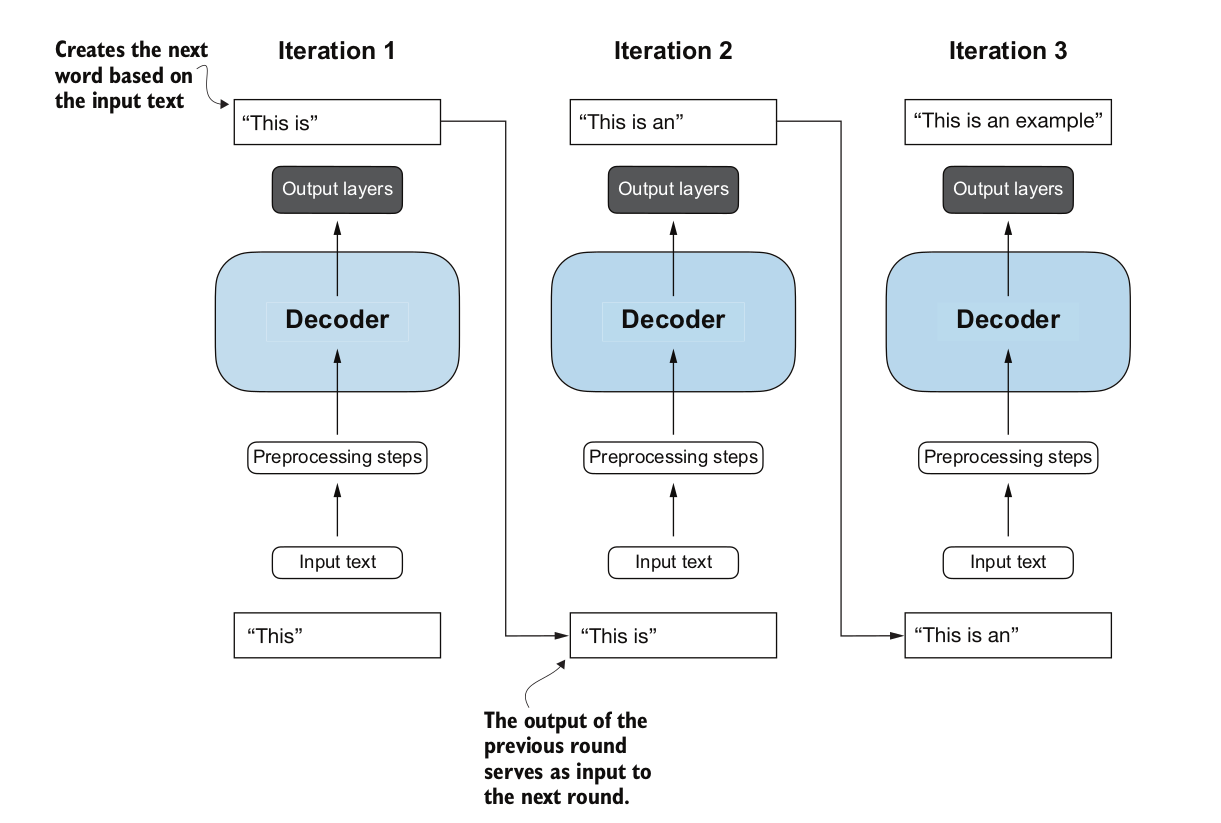 Creates the next
word based on
the input text
Iteration 1
“This is”
Output layers
Decoder
Preprocessing steps
Input text
“This”
Iteration 2
“This is an”
Output layers
Decoder
Preprocessing steps
Input text
“This is”
The output of the
previous round
serves as input to
the next round.
Iteration 3
“This is an example”
Output layers
Decoder
Preprocessing steps
Input text
“This is an”